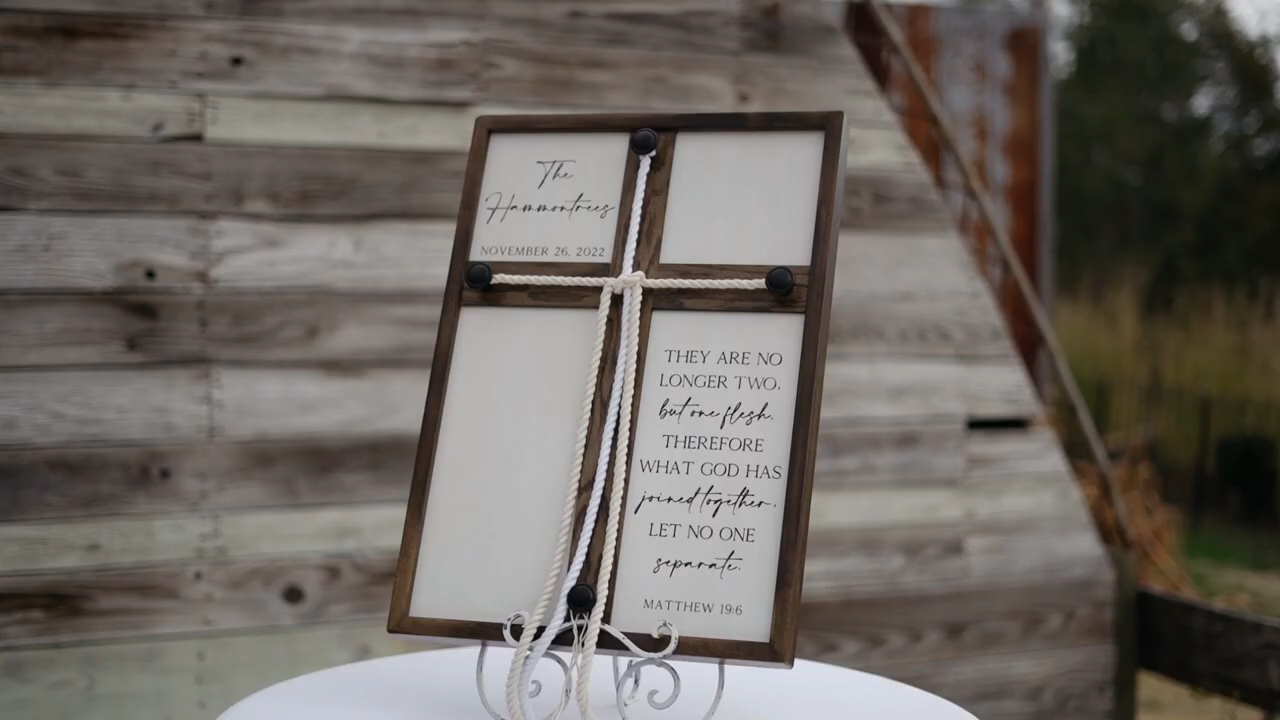 The
Hammontrees
NOVEMBER 26, 2022
THEY ARE NO
LONGER TWO,
but one flesh.
THEREFORE
WHAT GOD HAS
joined together,
LET NO ONE
separate.
MATTHEW 19:6